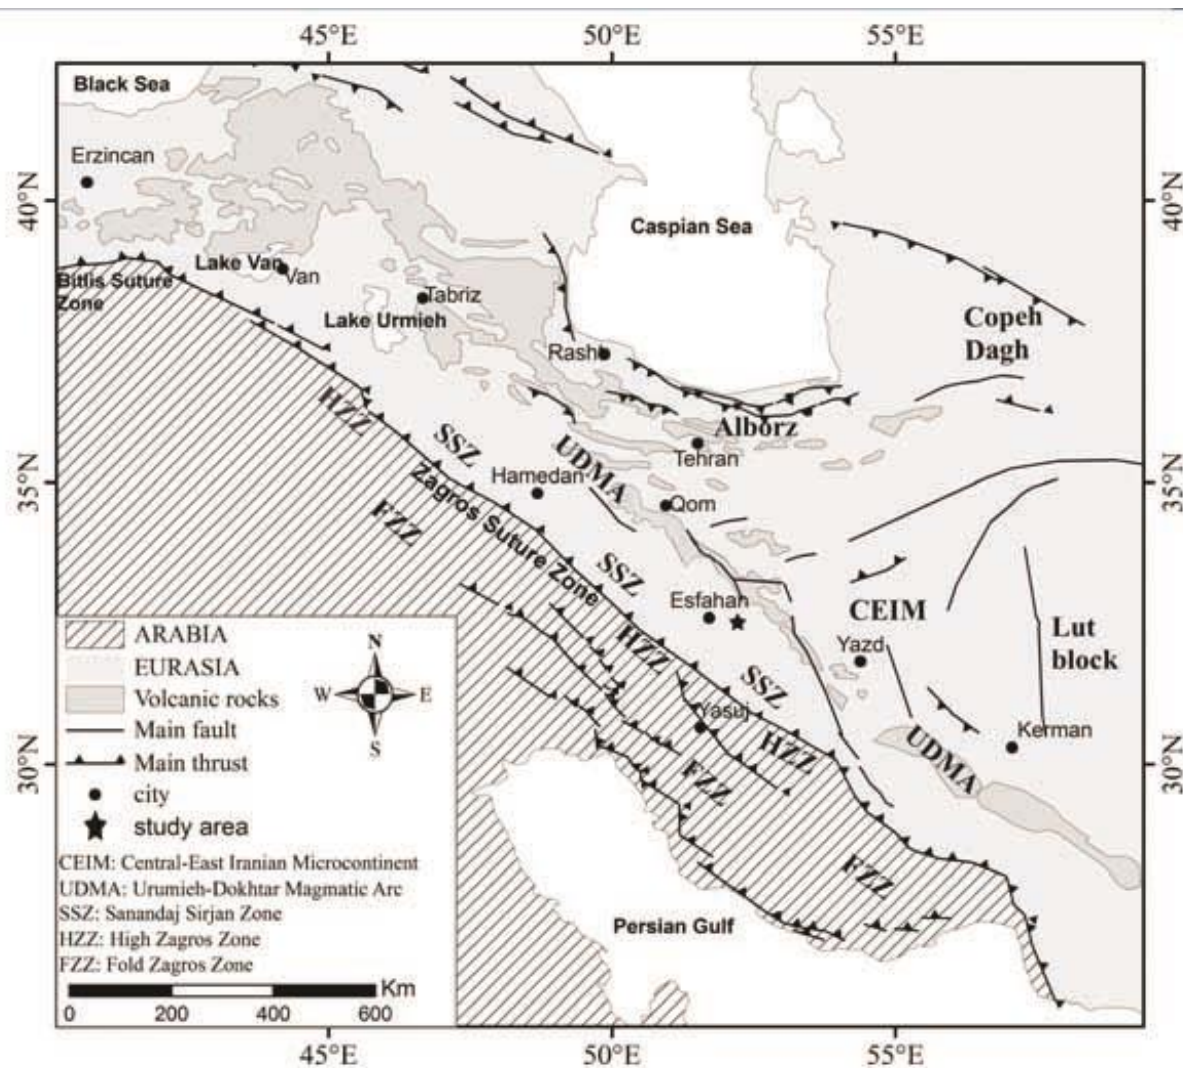 45°E 50°E 55°E
Black Sea
Erzincan
40°N
40°N
Caspian Sea
Lake Van
Van
Bitlis Suture
Zone
Tabriz
Lake Urmieh
Copeh
Dagh
Rasht
HZZ
SSZ
Alborz
UDMA
Tehran
35°N
Hamedan
35°N
Zagros Suture Zone
Qom
FZZ
SSZ
Esfahan
CEIM
HZZ
Yazd
Lut
block
SSZ
Yasuj
Kerman
HZZ
UDMA
FZZ
30°N
30°N
FZZ
Persian Gulf
ARABIA
EURASIA
Volcanic rocks
Main fault
Main thrust
city
study area
N
W E
S
CEIM: Central-East Iranian Microcontinent
UDMA: Urumieh-Dokhtar Magmatic Arc
SSZ: Sanandaj Sirjan Zone
HZZ: High Zagros Zone
FZZ: Fold Zagros Zone
Km
0 200 400 600
45°E 50°E 55°E